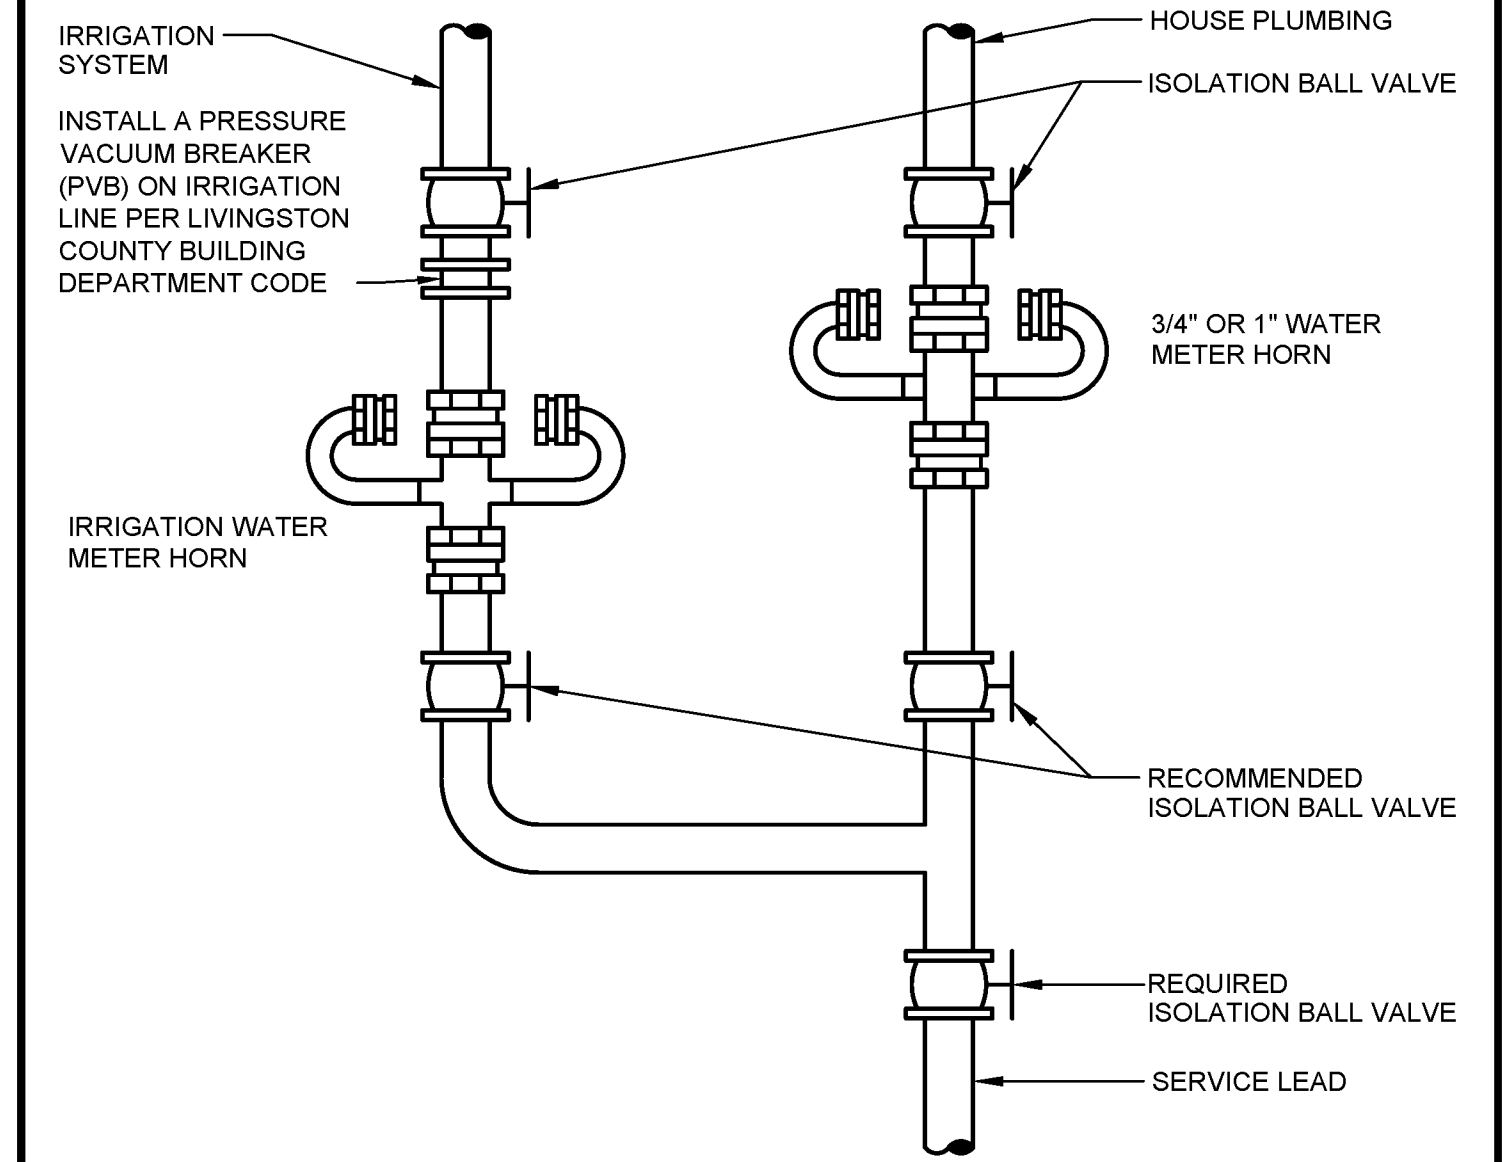 IRRIGATION
SYSTEM
INSTALL A PRESSURE
VACUUM BREAKER
(PVB) ON IRRIGATION
LINE PER LIVINGSTON
COUNTY BUILDING
DEPARTMENT CODE
IRRIGATION WATER
METER HORN
HOUSE PLUMBING
ISOLATION BALL VALVE
3/4" OR 1" WATER
METER HORN
RECOMMENDED
ISOLATION BALL VALVE
REQUIRED
ISOLATION BALL VALVE
SERVICE LEAD